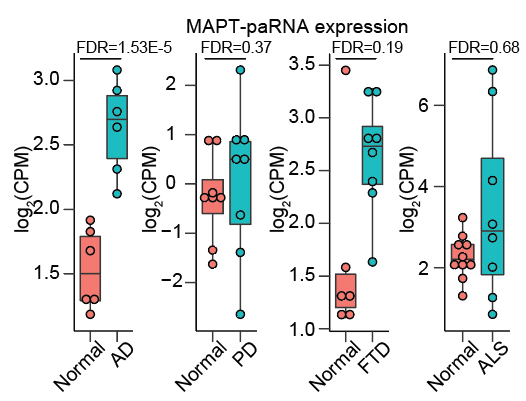 MAPT-paRNA expression
FDR=1.53E-5
FDR=0.37
FDR=0.19
FDR=0.68
log2(CPM)
3.0
2.5
2.0
1.5
Normal
AD
log2(CPM)
2
1
0
−1
−2
Normal
PD
log2(CPM)
3.5
3.0
2.5
2.0
1.5
1.0
Normal
FTD
log2(CPM)
6
4
2
Normal
ALS